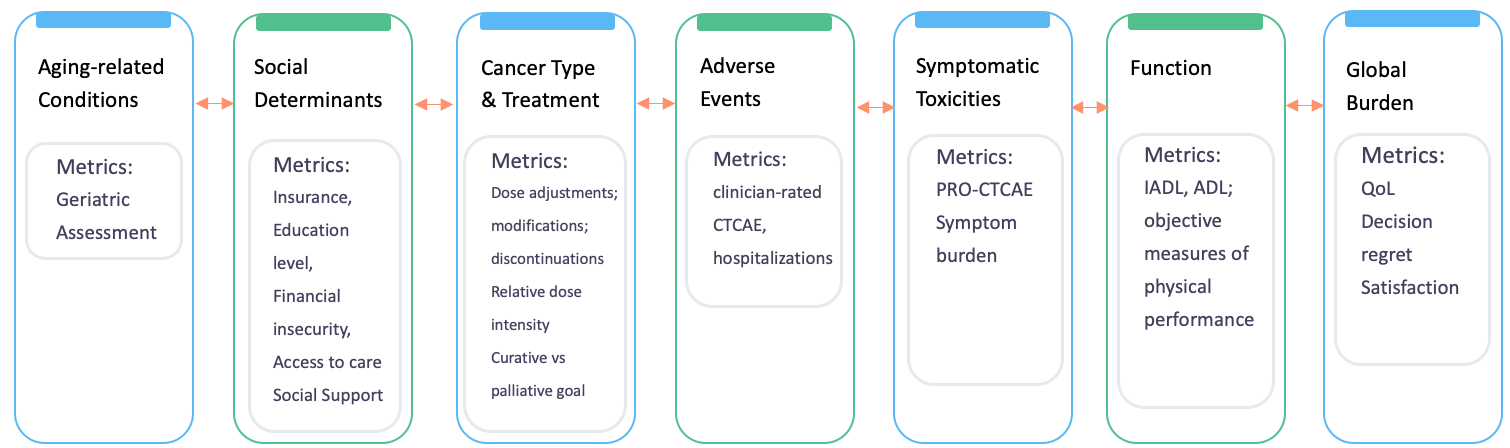 Aging-related
Conditions
Metrics:
Geriatric
Assessment
Social
Determinants
Metrics:
Insurance,
Education
level,
Financial
insecurity,
Access to care
Social Support
Cancer Type
& Treatment
Metrics:
Dose adjustments;
modifications;
discontinuations
Relative dose
intensity
Curative vs
palliative goal
Adverse
Events
Metrics:
clinician-rated
CTCAE,
hospitalizations
Symptomatic
Toxicities
Metrics:
PRO-CTCAE
Symptom
burden
Function
Metrics:
IADL, ADL;
objective
measures of
physical
performance
Global
Burden
Metrics:
QoL
Decision
regret
Satisfaction